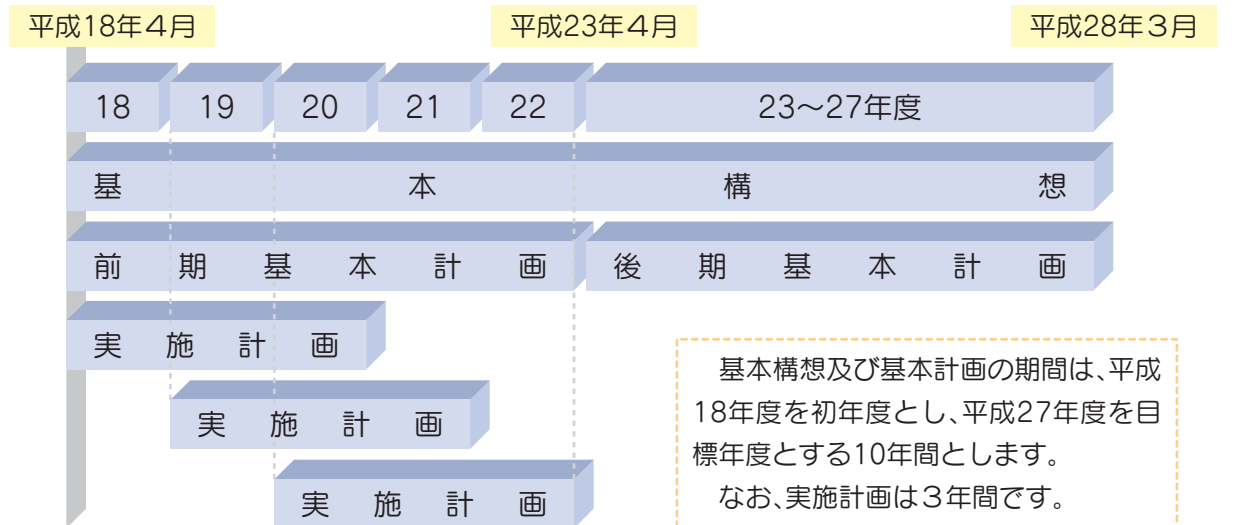 平成18年４月 平成23年４月 平成28年３月
18 19 20 21 22 23～27年度
基本構想
前期基本計画 後期基本計画
実施計画
実施計画
実施計画
基本構想及び基本計画の期間は、平成
18年度を初年度とし、平成27年度を目
標年度とする10年間とします。
なお、実施計画は３年間です。